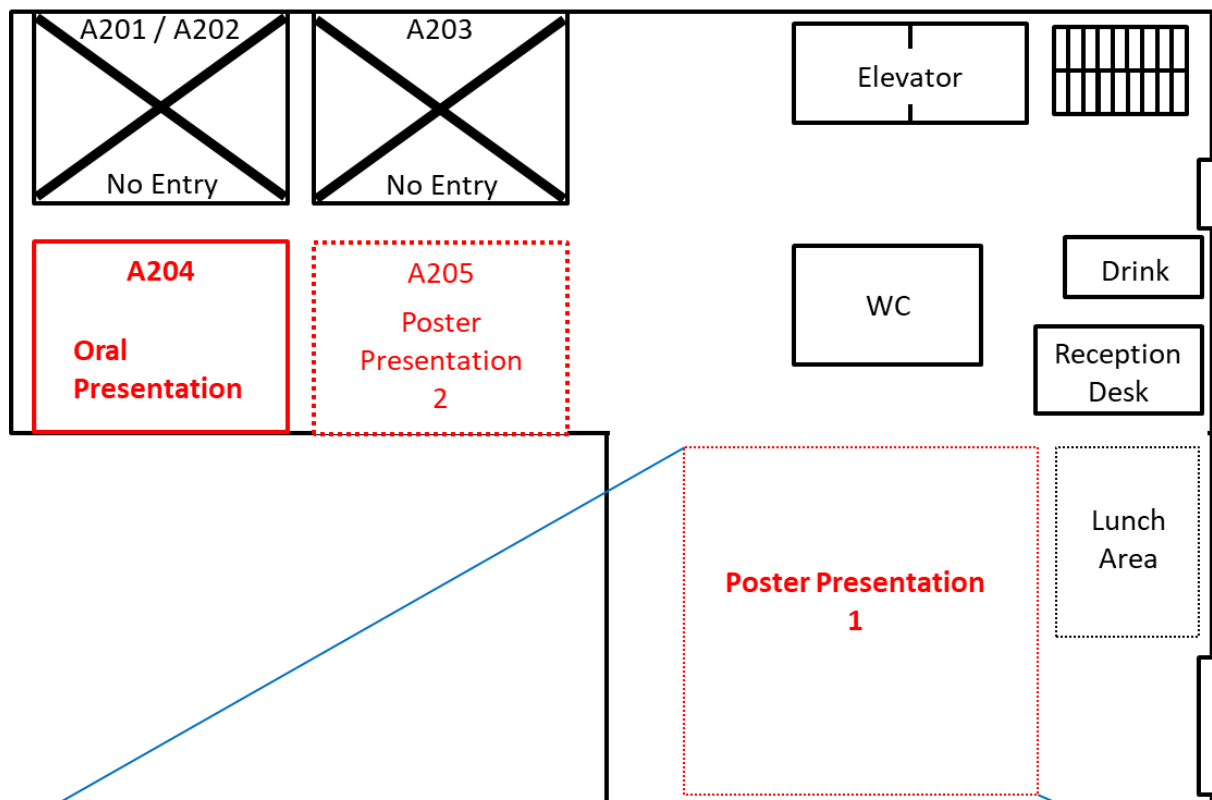 A201 / A202
No Entry
A203
No Entry
Elevator
A204
Oral
Presentation
A205
Poster
Presentation
2
WC
Drink
Reception
Desk
Poster Presentation
1
Lunch
Area